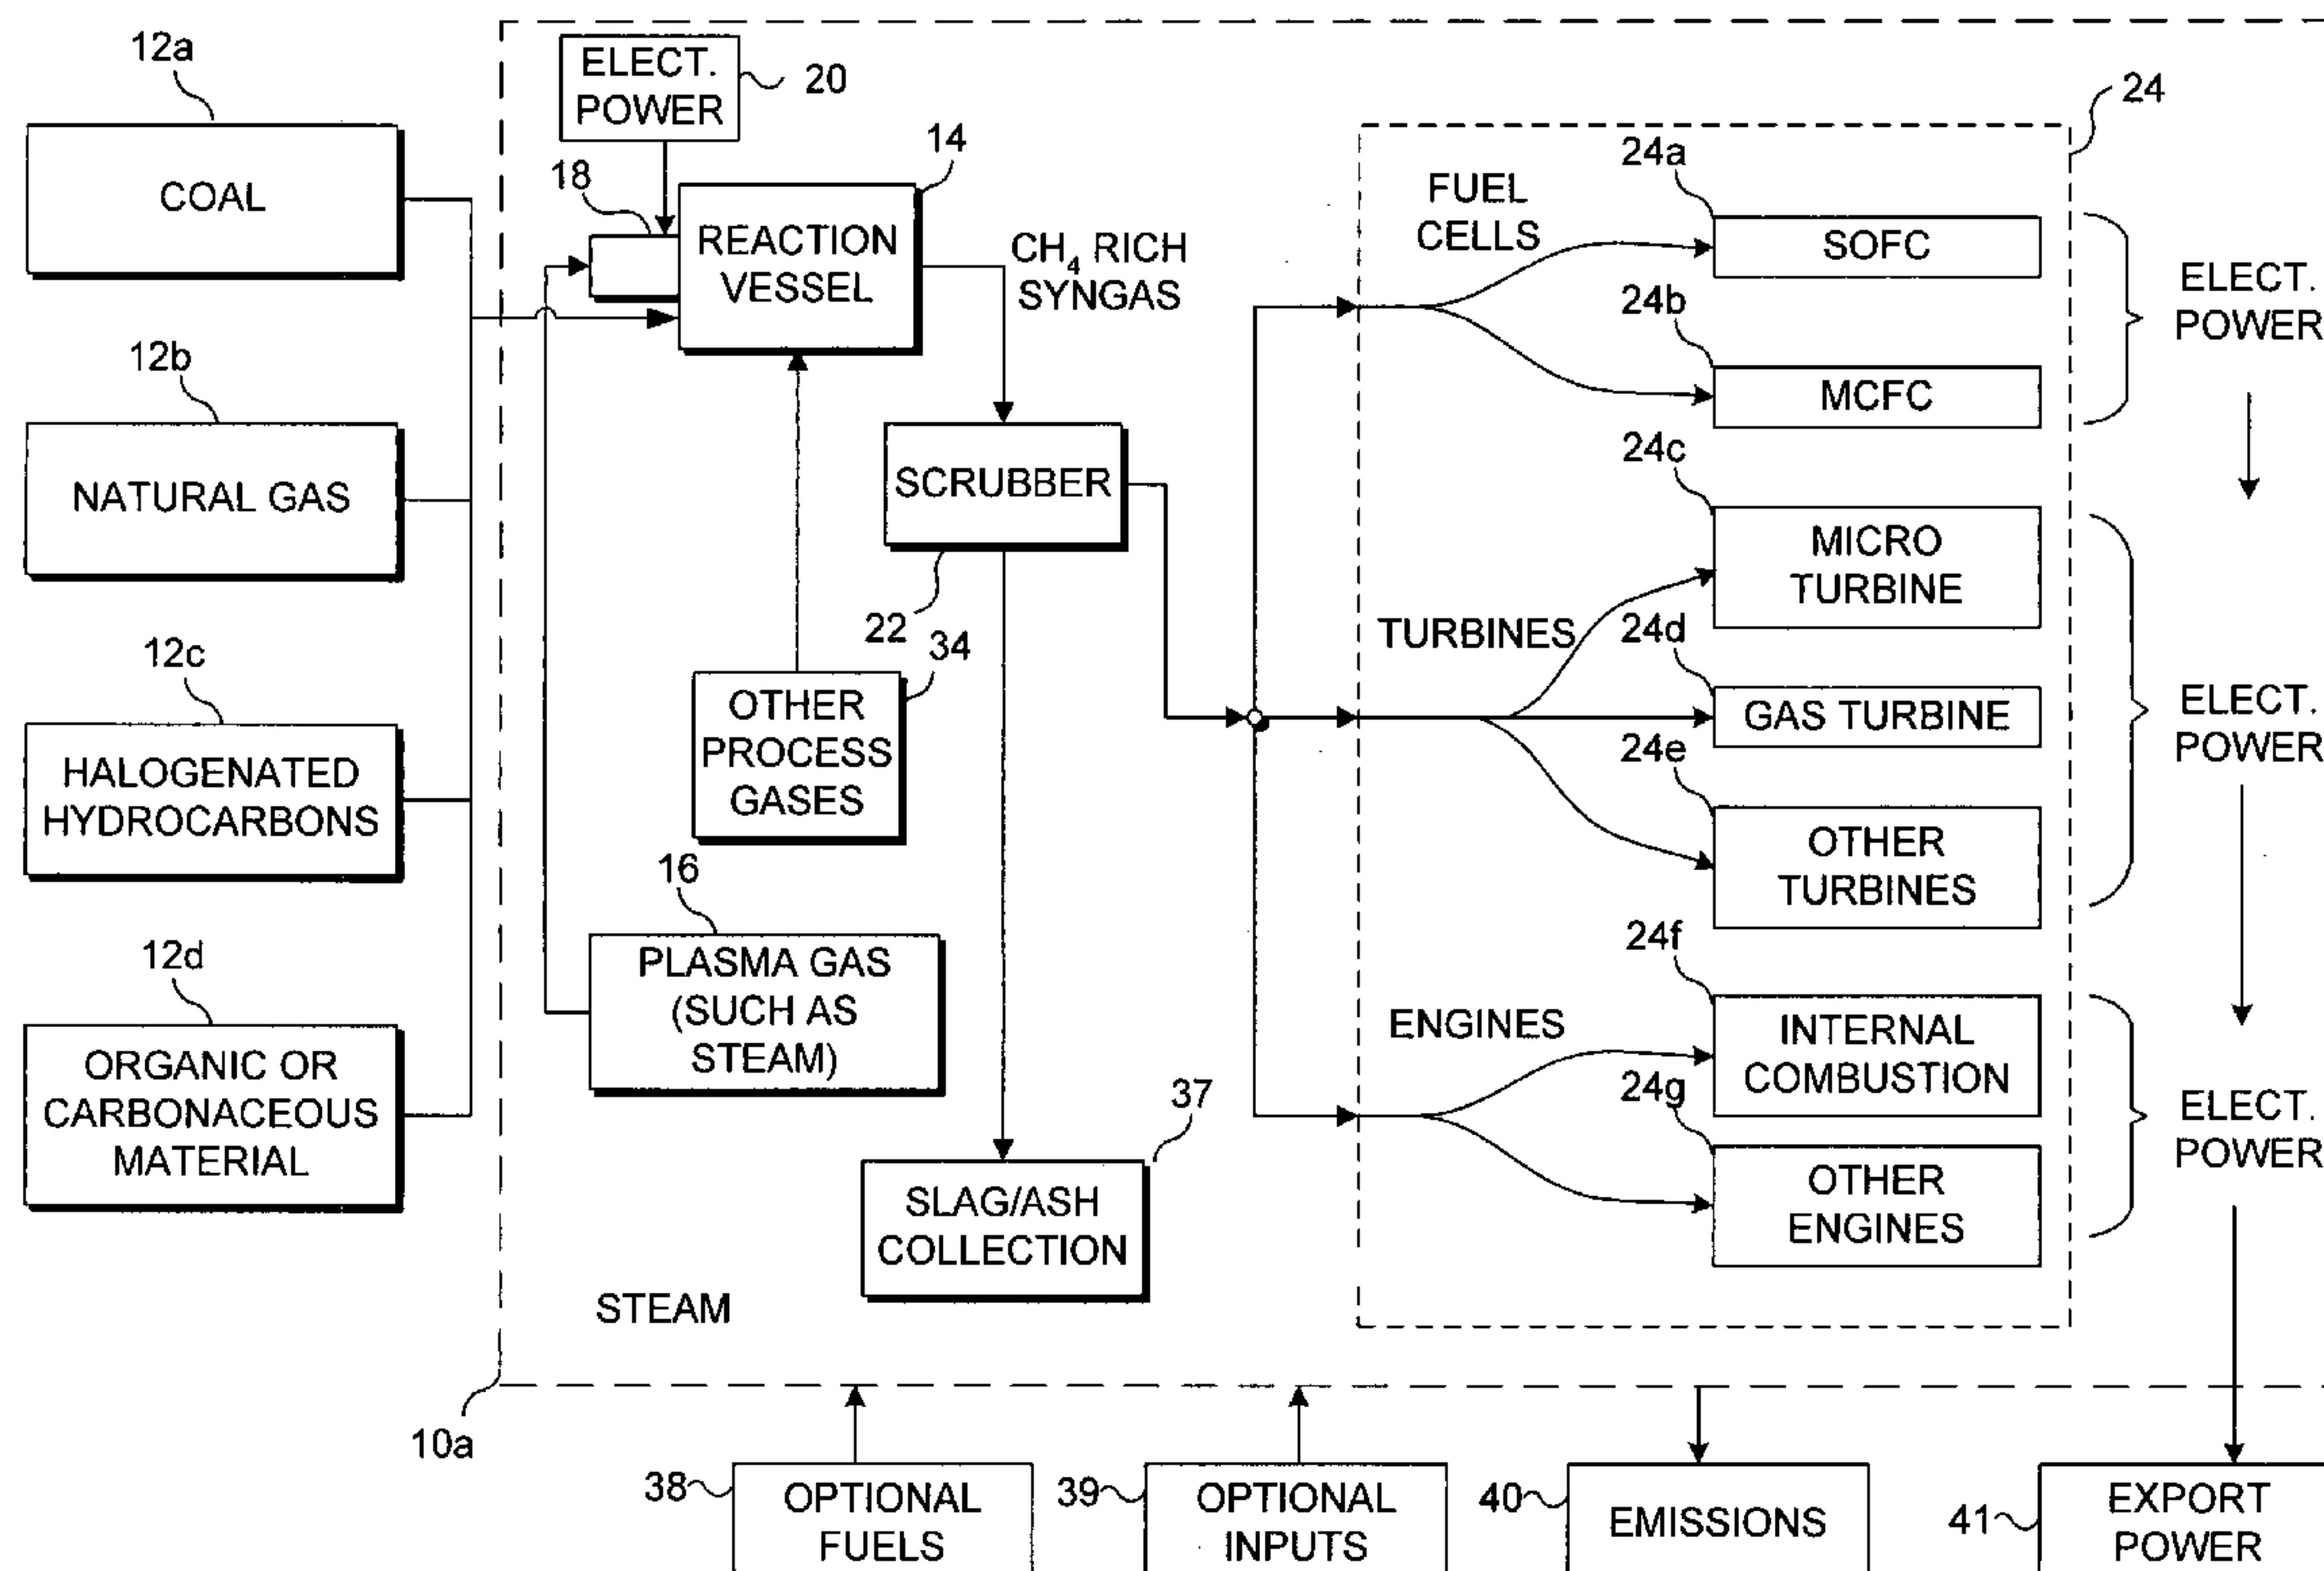 12a
COAL
12b
NATURAL GAS
12c
HALOGENATED
HYDROCARBONS
12d
ORGANIC OR
CARBONACEOUS
MATERIAL
10a
ELECT.
POWER
20
18
14
REACTION
VESSEL
CH₄ RICH
SYNGAS
SCRUBBER
22
34
OTHER
PROCESS
GASES
16
PLASMA GAS
(SUCH AS
STEAM)
37
SLAG/ASH
COLLECTION
STEAM
24
FUEL
CELLS
24a
SOFC
24b
MCFC
ELECT.
POWER
TURBINES
24c
MICRO
TURBINE
24d
GAS TURBINE
24e
OTHER
TURBINES
ELECT.
POWER
ENGINES
24f
INTERNAL
COMBUSTION
24g
OTHER
ENGINES
ELECT.
POWER
38
OPTIONAL
FUELS
39
OPTIONAL
INPUTS
40
EMISSIONS
41
EXPORT
POWER